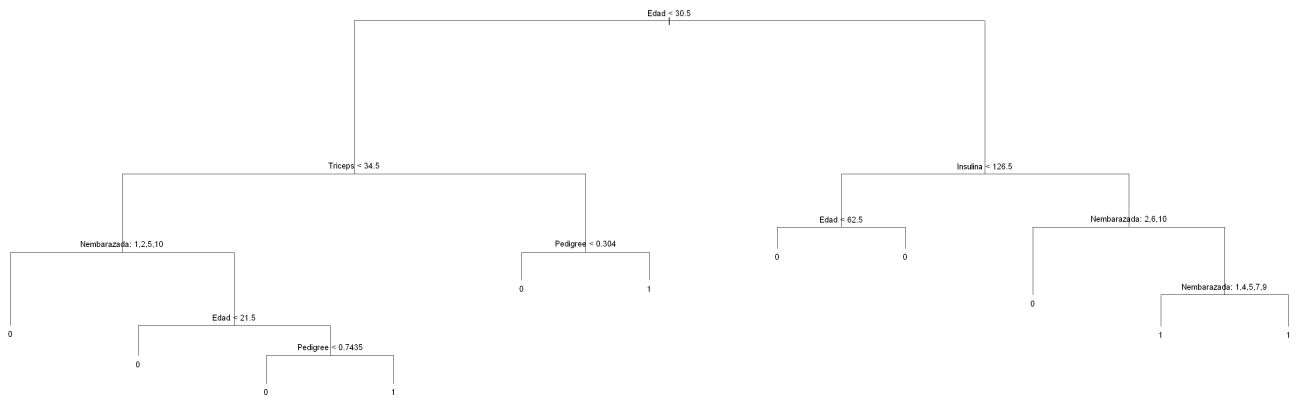 Edad < 30.5
Triceps < 34.5
Insulina < 126.5
Edad < 62.5
Nembarazada: 2,6,10
Nembarazada: 1,2,5,10
Pedigree < 0.304
0
0
0
1
Nembarazada: 1,4,5,7,9
0
Edad < 21.5
0
1
1
Pedigree < 0.7435
0
0
1